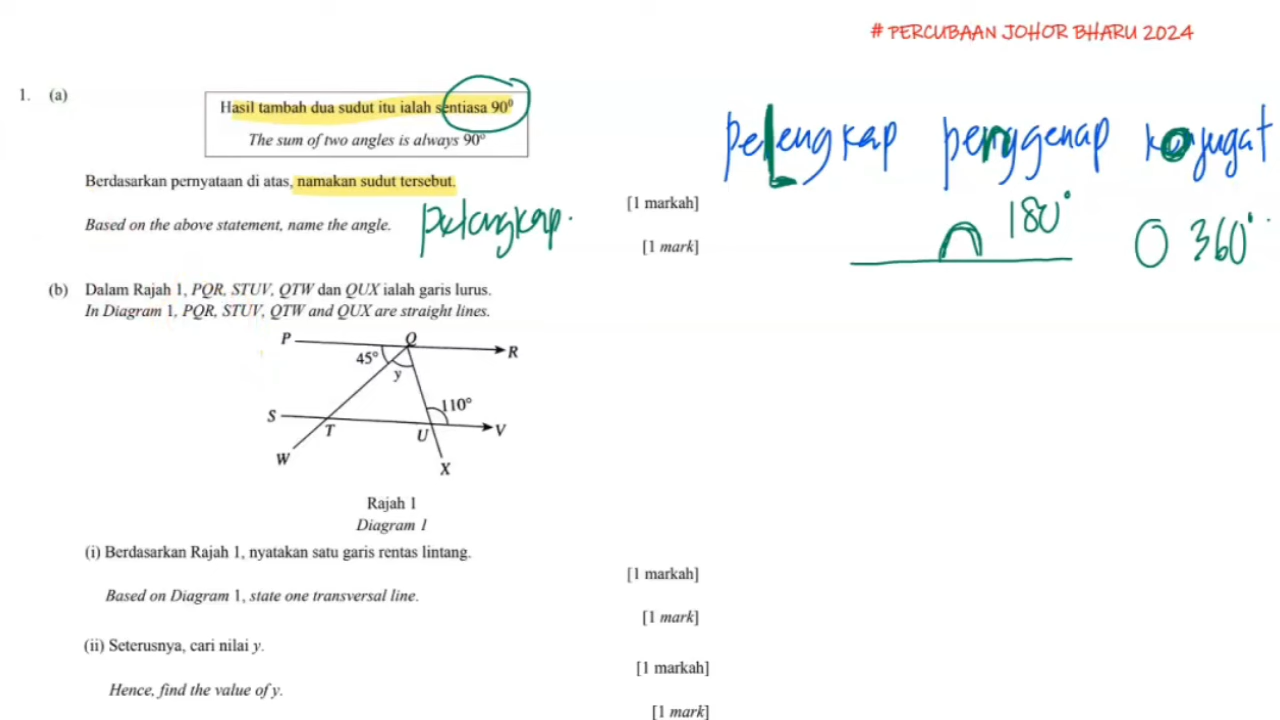 # PERCUBAAN JOHOR BHARU 2024
1. (a)
Hasil tambah dua sudut itu ialah sentiasa 90⁰
The sum of two angles is always 90°
pelengkap penggenap konjugat
Berdasarkan pernyataan di atas, namakan sudut tersebut.
[1 markah]
Based on the above statement, name the angle.
pelengkap.
[1 mark]
180°
360°
(b) Dalam Rajah 1, PQR, STUV, QTW dan QUX ialah garis lurus.
In Diagram 1, PQR, STUV, QTW and QUX are straight lines.
P Q R
45°
y
110°
S T U V
W X
Rajah 1
Diagram 1
(i) Berdasarkan Rajah 1, nyatakan satu garis rentas lintang.
[1 markah]
Based on Diagram 1, state one transversal line.
[1 mark]
(ii) Seterusnya, cari nilai y.
[1 markah]
Hence, find the value of y.
[1 mark]